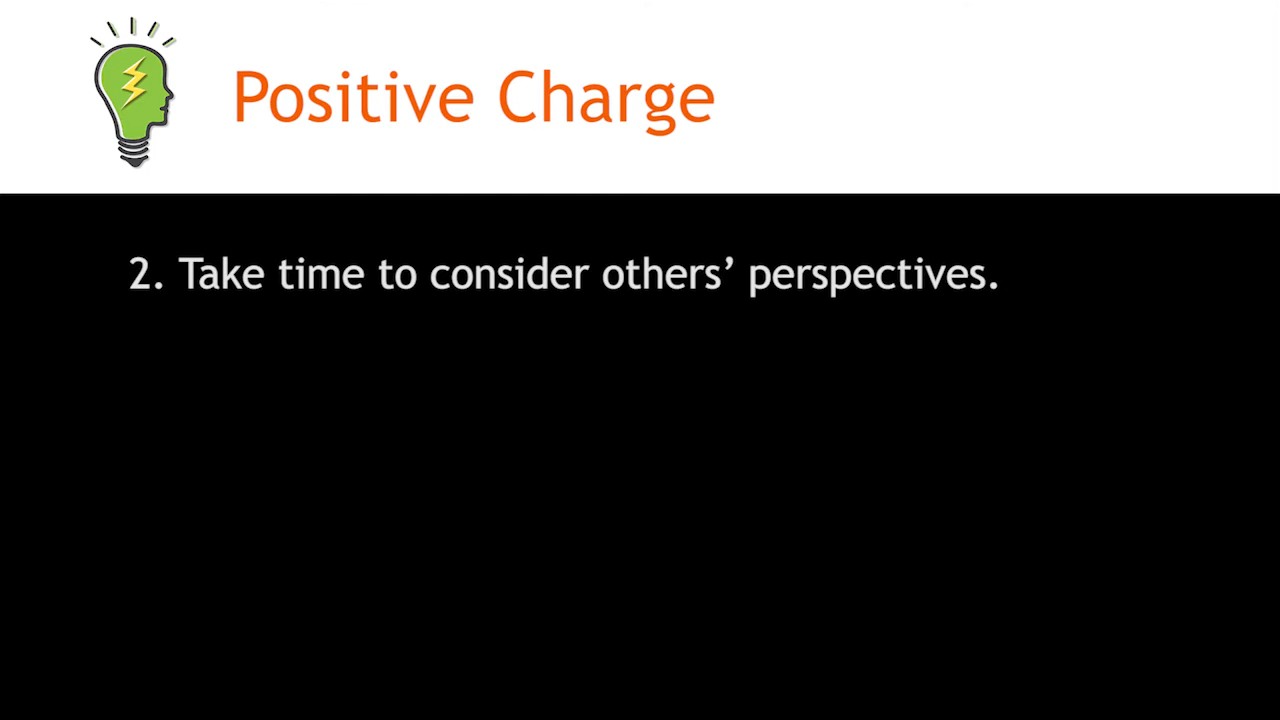 Positive Charge
2. Take time to consider others’ perspectives.